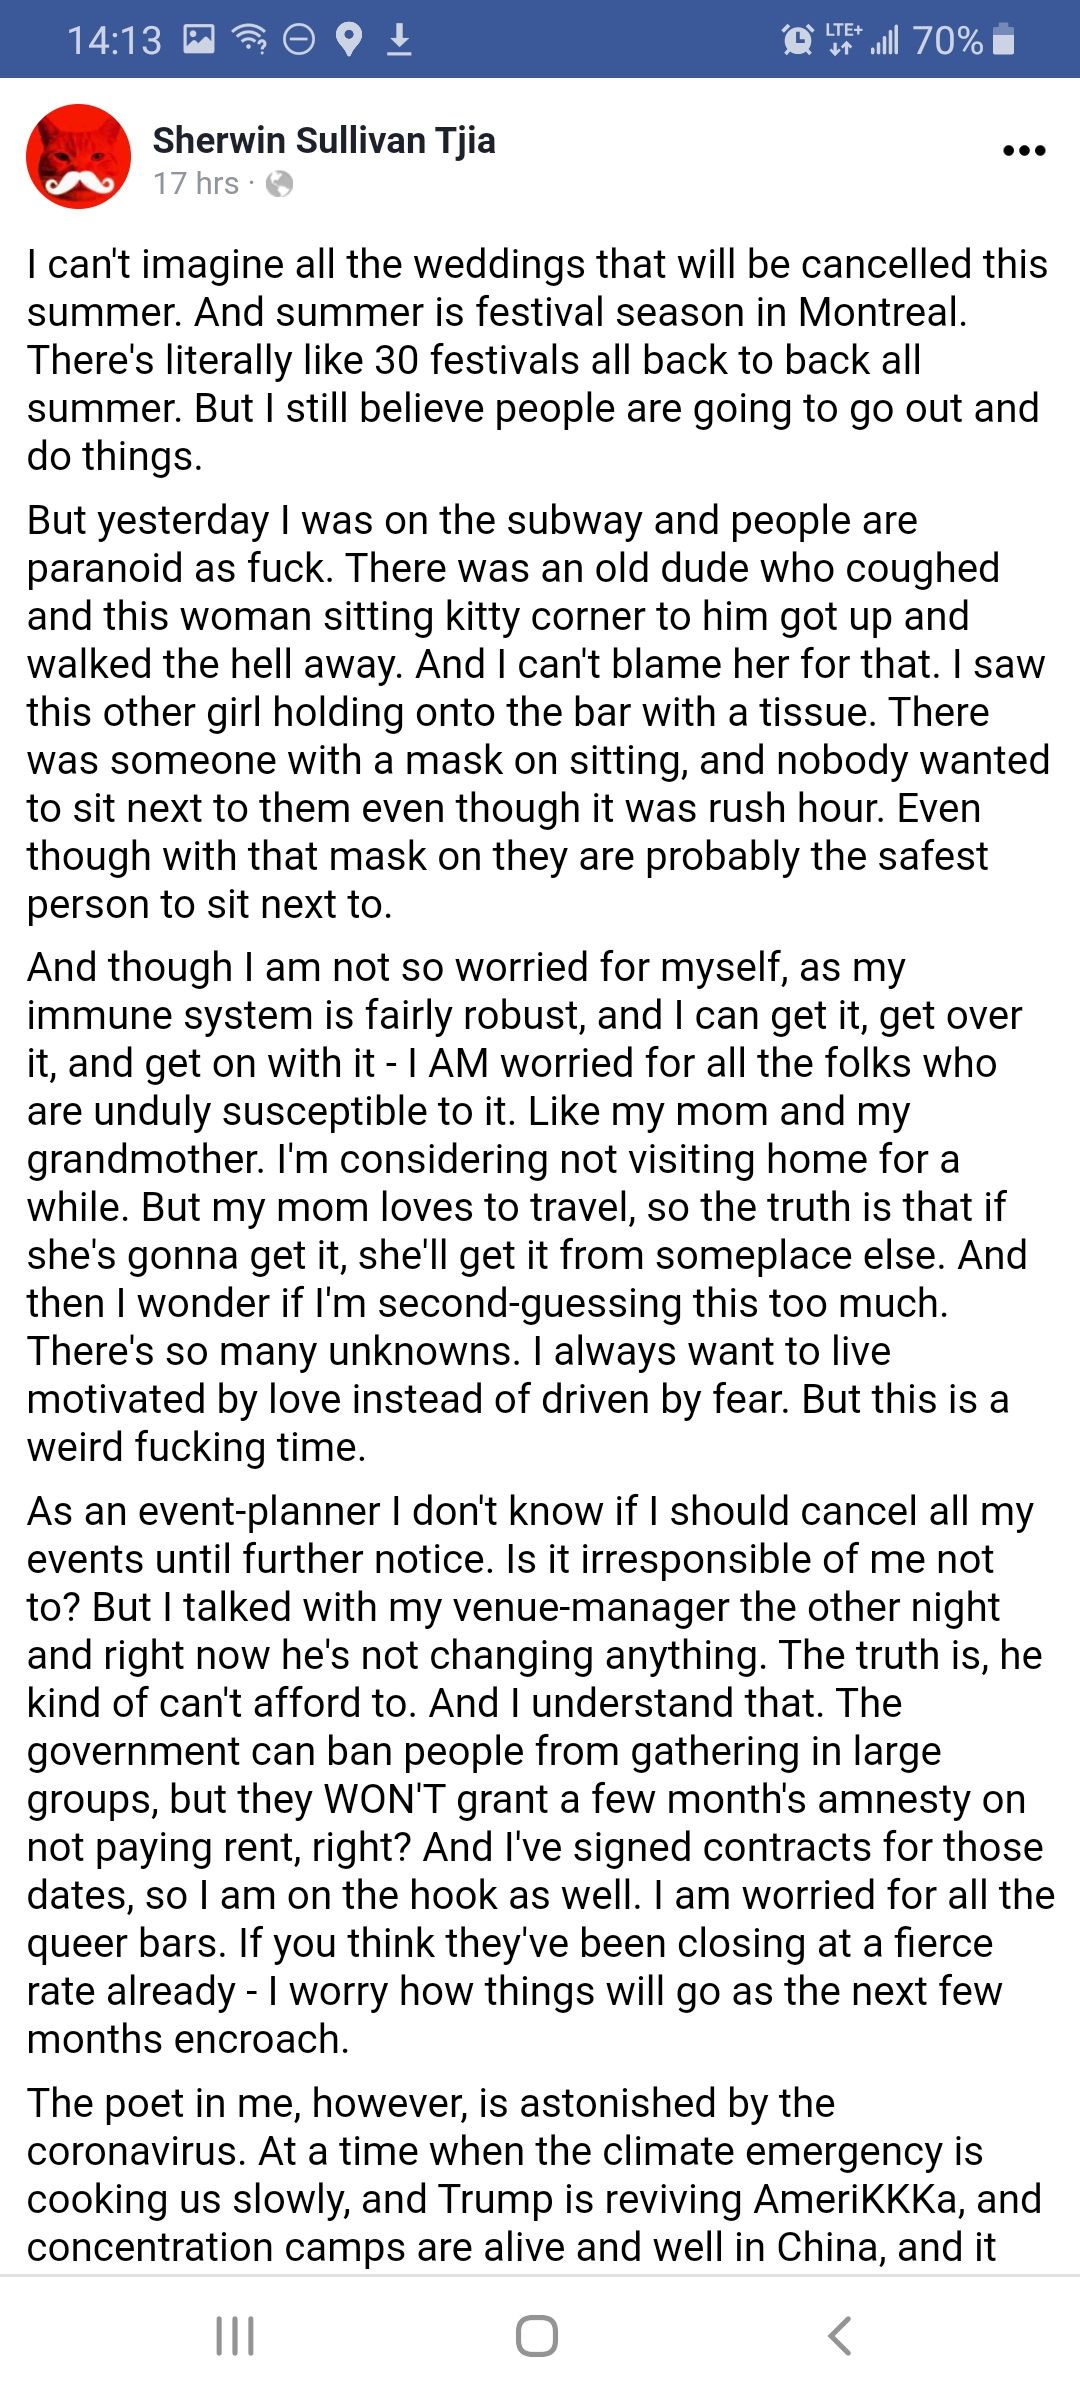 14:13
LTE+
70%
Sherwin Sullivan Tjia
17 hrs ·
I can't imagine all the weddings that will be cancelled this
summer. And summer is festival season in Montreal.
There's literally like 30 festivals all back to back all
summer. But I still believe people are going to go out and
do things.
But yesterday I was on the subway and people are
paranoid as fuck. There was an old dude who coughed
and this woman sitting kitty corner to him got up and
walked the hell away. And I can't blame her for that. I saw
this other girl holding onto the bar with a tissue. There
was someone with a mask on sitting, and nobody wanted
to sit next to them even though it was rush hour. Even
though with that mask on they are probably the safest
person to sit next to.
And though I am not so worried for myself, as my
immune system is fairly robust, and I can get it, get over
it, and get on with it - I AM worried for all the folks who
are unduly susceptible to it. Like my mom and my
grandmother. I'm considering not visiting home for a
while. But my mom loves to travel, so the truth is that if
she's gonna get it, she'll get it from someplace else. And
then I wonder if I'm second-guessing this too much.
There's so many unknowns. I always want to live
motivated by love instead of driven by fear. But this is a
weird fucking time.
As an event-planner I don't know if I should cancel all my
events until further notice. Is it irresponsible of me not
to? But I talked with my venue-manager the other night
and right now he's not changing anything. The truth is, he
kind of can't afford to. And I understand that. The
government can ban people from gathering in large
groups, but they WON'T grant a few month's amnesty on
not paying rent, right? And I've signed contracts for those
dates, so I am on the hook as well. I am worried for all the
queer bars. If you think they've been closing at a fierce
rate already - I worry how things will go as the next few
months encroach.
The poet in me, however, is astonished by the
coronavirus. At a time when the climate emergency is
cooking us slowly, and Trump is reviving AmeriKKKa, and
concentration camps are alive and well in China, and it